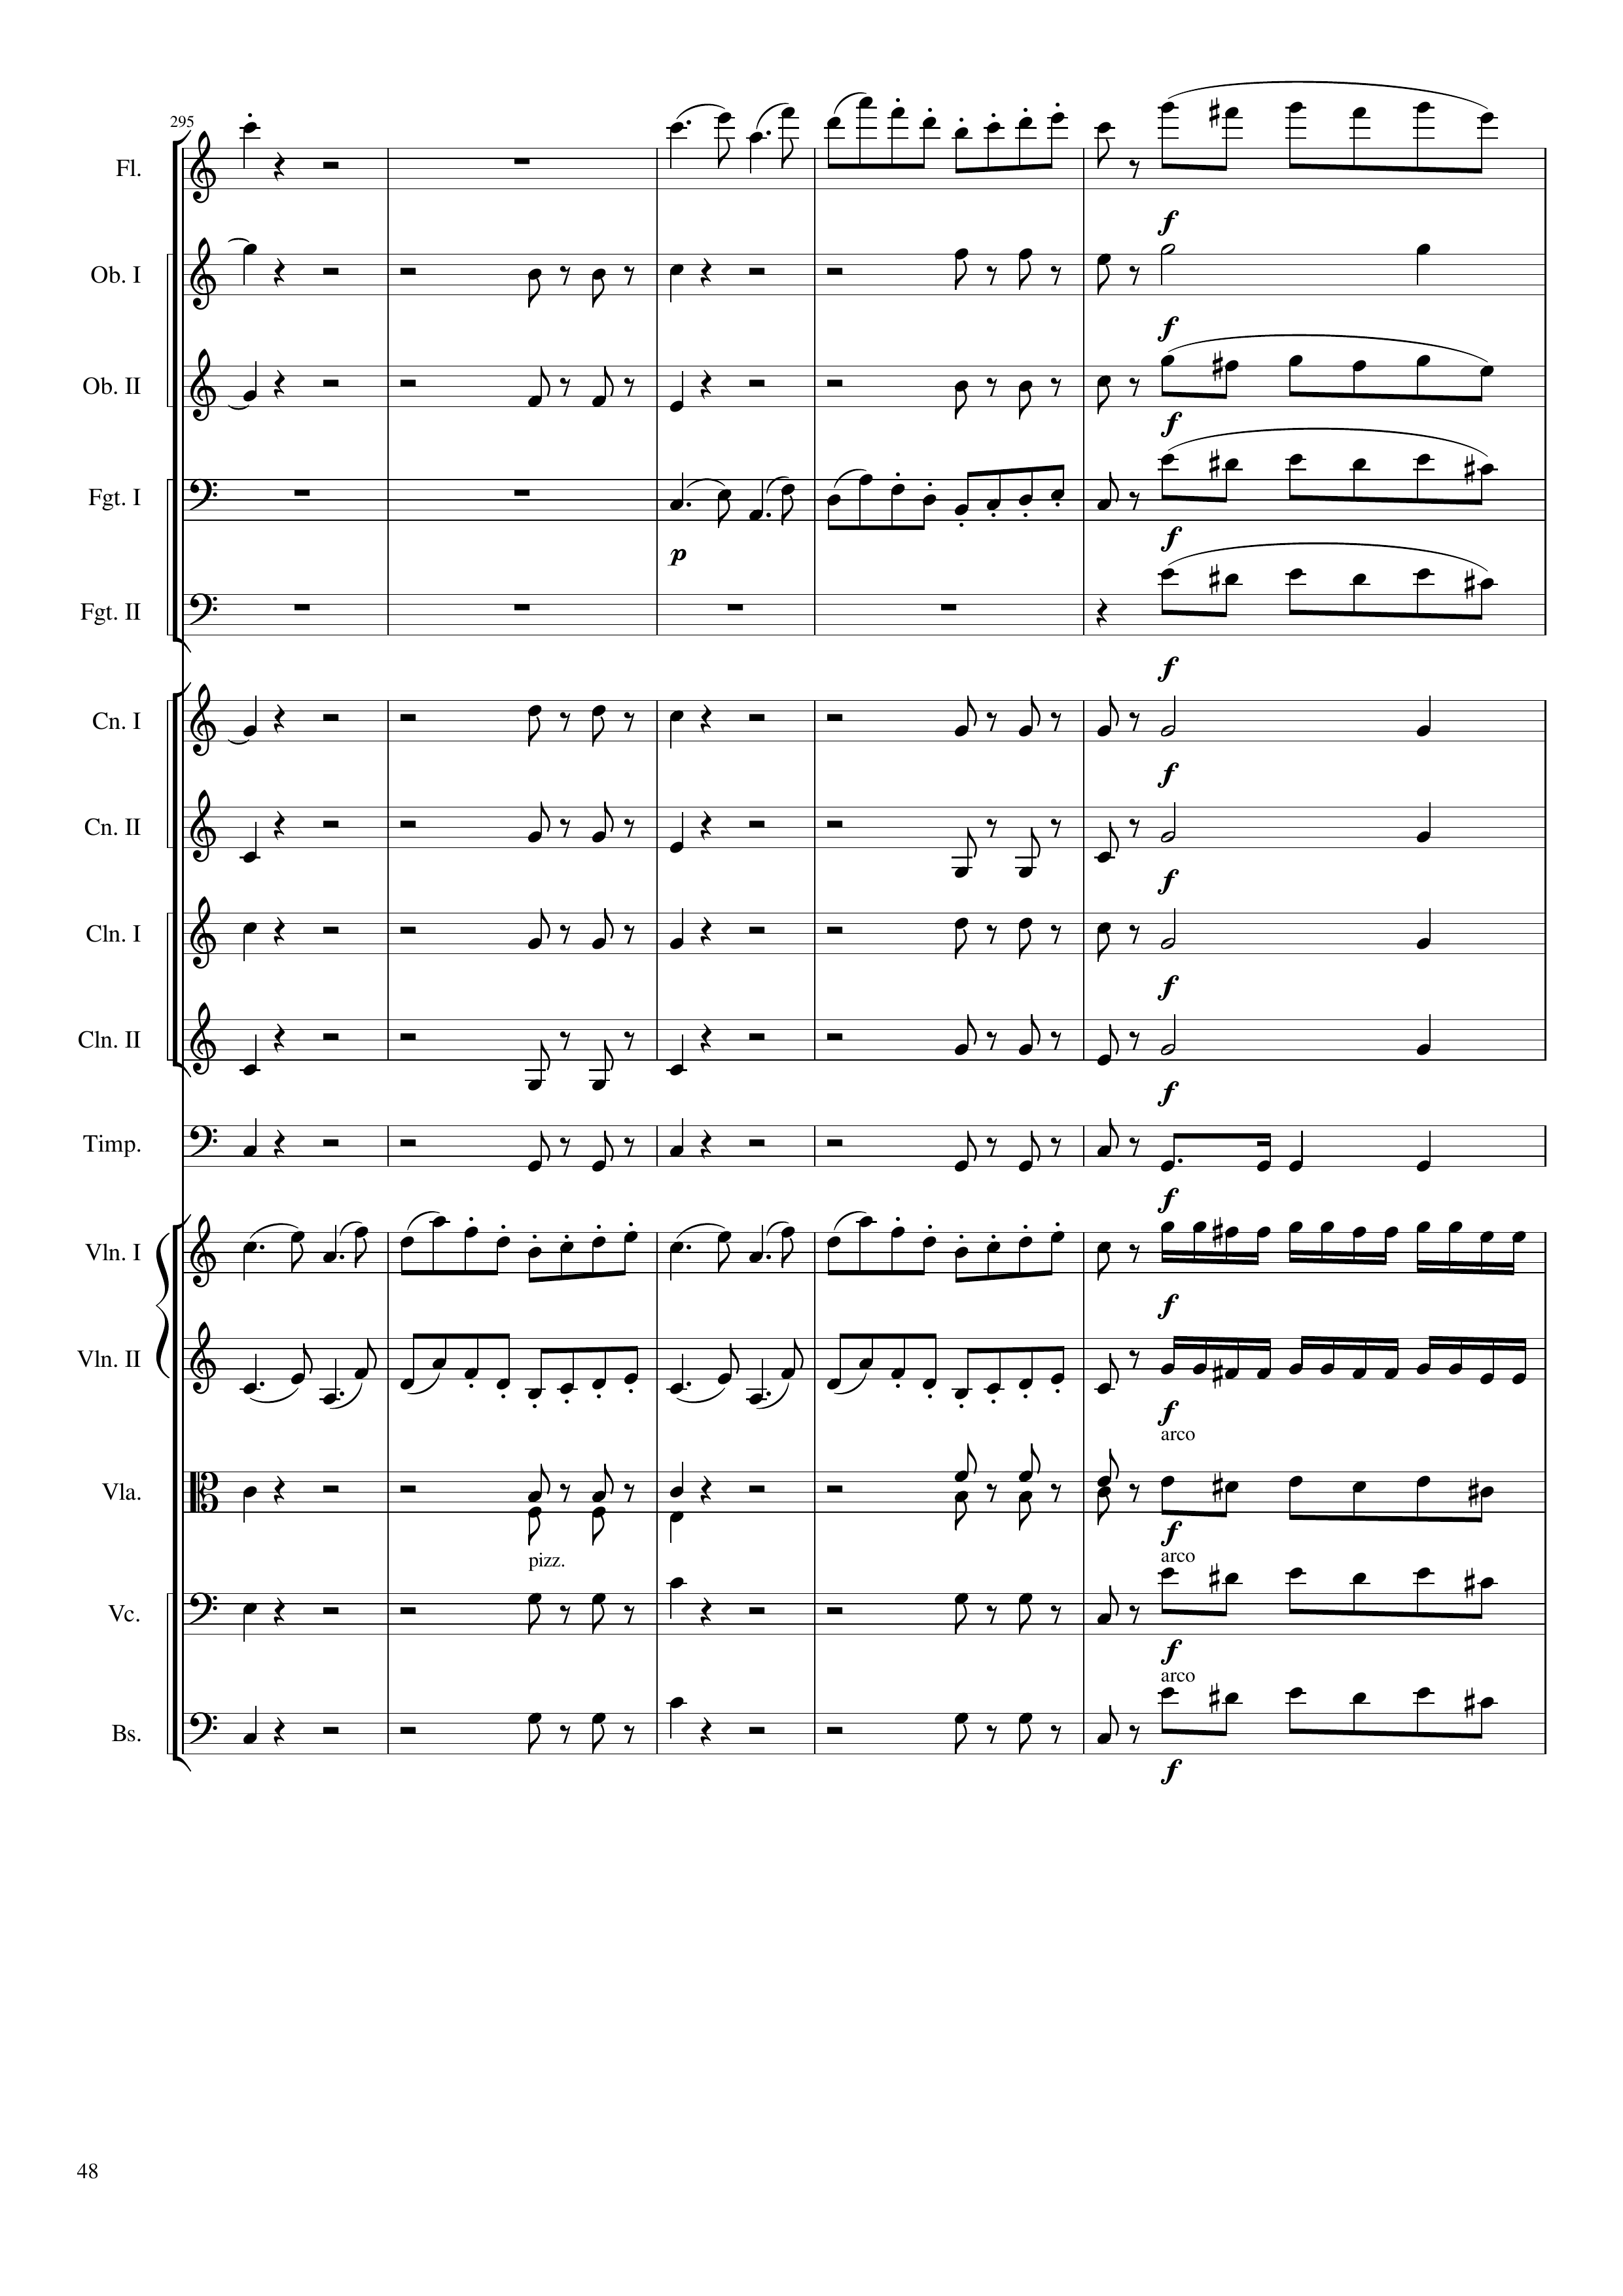 295
Fl.
f
Ob. I
f
Ob. II
f
Fgt. I
p
f
Fgt. II
f
Cn. I
f
Cn. II
f
Cln. I
f
Cln. II
f
Timp.
f
Vln. I
f
Vln. II
f
arco
Vla.
f
pizz.
arco
Vc.
f
arco
Bs.
f
48